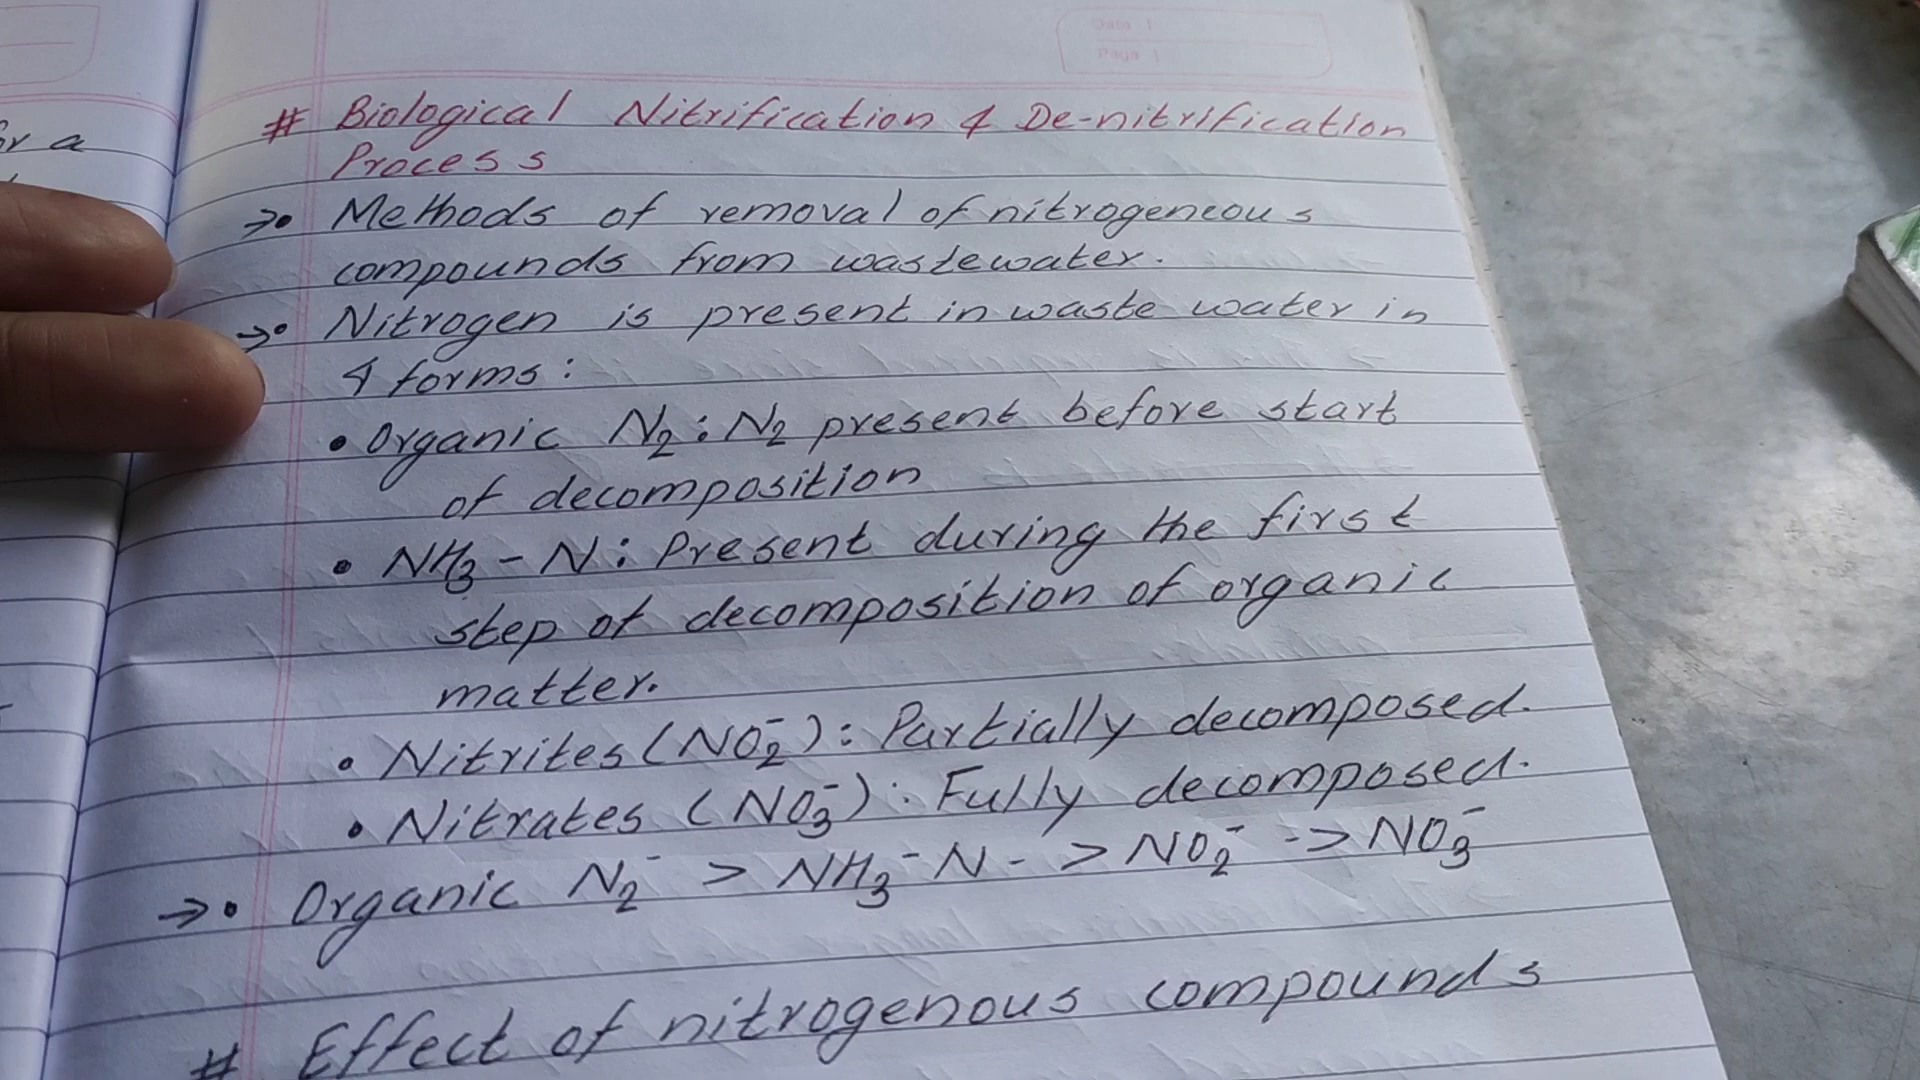 Date :
Page :
or a
# Biological Nitrification & De-nitrification
Process
→• Methods of removal of nitrogeneous
compounds from wastewater.
→• Nitrogen is present in waste water in
4 forms:
• Organic N₂: N₂ present before start
of decomposition
• NH₃-N: Present during the first
step of decomposition of organic
matter.
• Nitrites (NO₂⁻): Partially decomposed.
• Nitrates (NO₃⁻): Fully decomposed.
→• Organic N₂ -> NH₃-N -> NO₂⁻ -> NO₃⁻
# Effect of nitrogenous compounds